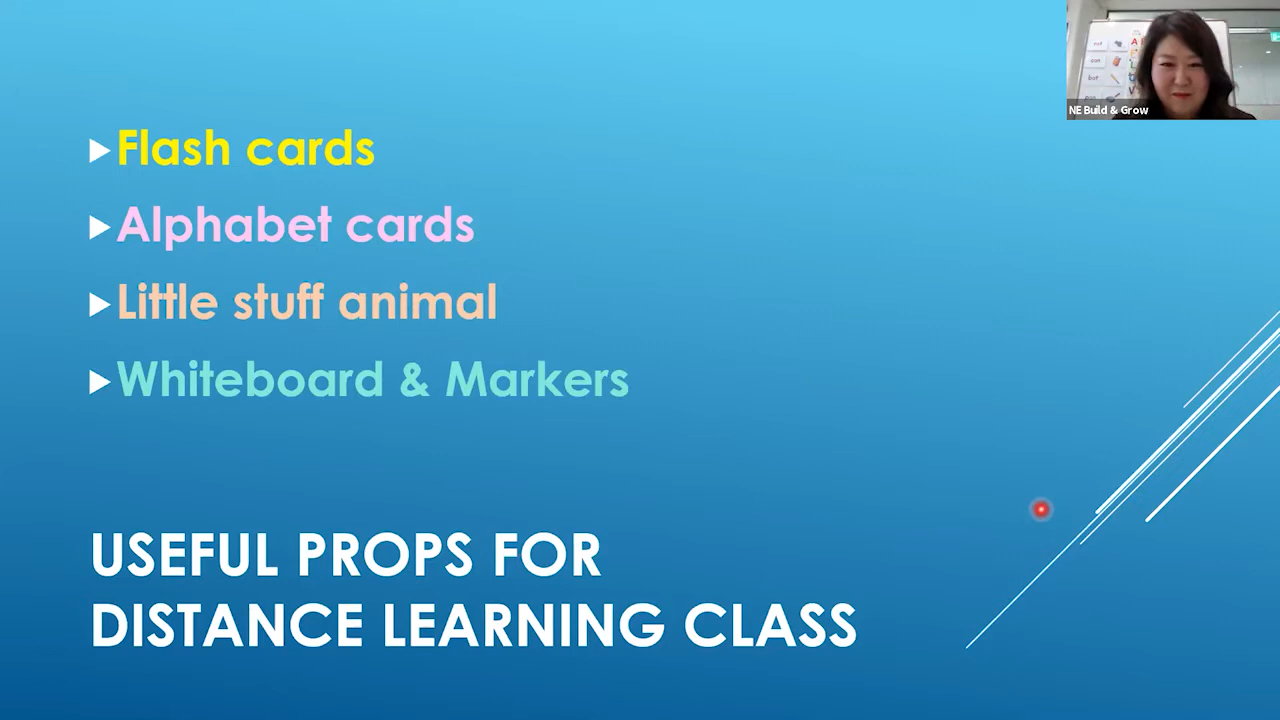 Flash cards
Alphabet cards
Little stuff animal
Whiteboard & Markers
USEFUL PROPS FOR
DISTANCE LEARNING CLASS
NE Build & Grow